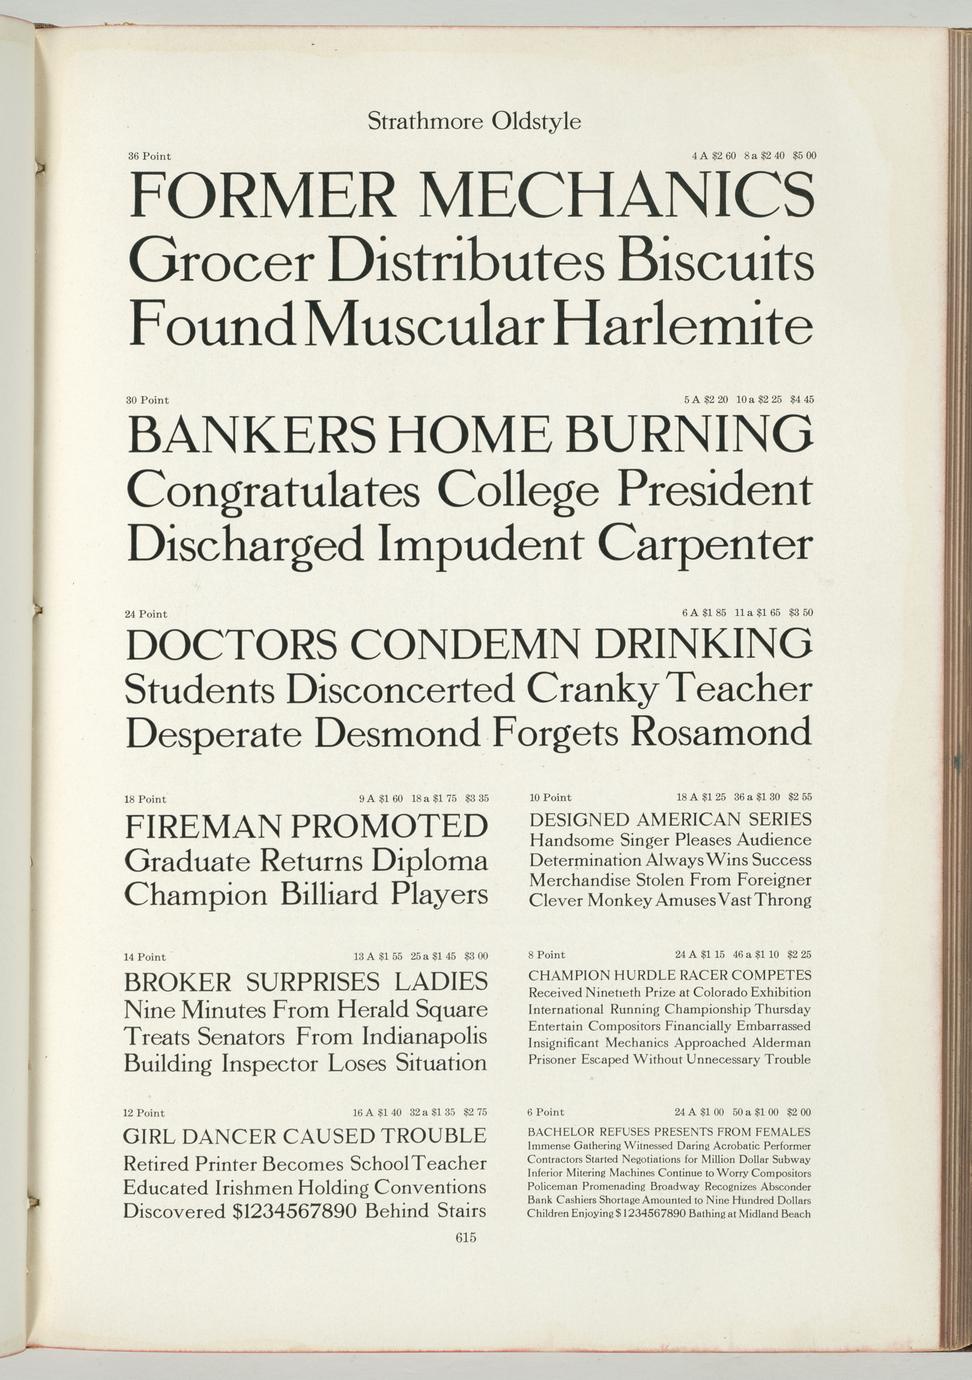 Strathmore Oldstyle
36 Point 4 A $2 60 8 a $2 40 $5 00
FORMER MECHANICS
Grocer Distributes Biscuits
Found Muscular Harlemite
30 Point 5 A $2 20 10 a $2 25 $4 45
BANKERS HOME BURNING
Congratulates College President
Discharged Impudent Carpenter
24 Point 6 A $1 85 11 a $1 65 $3 50
DOCTORS CONDEMN DRINKING
Students Disconcerted Cranky Teacher
Desperate Desmond Forgets Rosamond
18 Point 9 A $1 60 18 a $1 75 $3 35
FIREMAN PROMOTED
Graduate Returns Diploma
Champion Billiard Players
14 Point 13 A $1 55 25 a $1 45 $3 00
BROKER SURPRISES LADIES
Nine Minutes From Herald Square
Treats Senators From Indianapolis
Building Inspector Loses Situation
12 Point 16 A $1 40 32 a $1 35 $2 75
GIRL DANCER CAUSED TROUBLE
Retired Printer Becomes School Teacher
Educated Irishmen Holding Conventions
Discovered $1234567890 Behind Stairs
10 Point 18 A $1 25 36 a $1 30 $2 55
DESIGNED AMERICAN SERIES
Handsome Singer Pleases Audience
Determination Always Wins Success
Merchandise Stolen From Foreigner
Clever Monkey Amuses Vast Throng
8 Point 24 A $1 15 46 a $1 10 $2 25
CHAMPION HURDLE RACER COMPETES
Received Ninetieth Prize at Colorado Exhibition
International Running Championship Thursday
Entertain Compositors Financially Embarrassed
Insignificant Mechanics Approached Alderman
Prisoner Escaped Without Unnecessary Trouble
6 Point 24 A $1 00 50 a $1 00 $2 00
BACHELOR REFUSES PRESENTS FROM FEMALES
Immense Gathering Witnessed Daring Acrobatic Performer
Contractors Started Negotiations for Million Dollar Subway
Inferior Mitering Machines Continue to Worry Compositors
Policeman Promenading Broadway Recognizes Absconder
Bank Cashiers Shortage Amounted to Nine Hundred Dollars
Children Enjoying $1234567890 Bathing at Midland Beach
615